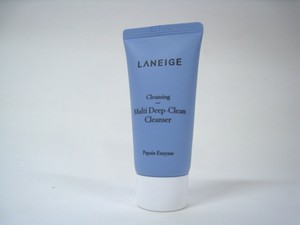 LANEIGE
Cleansing
Multi Deep-Clean
Cleanser
Papain Enzyme